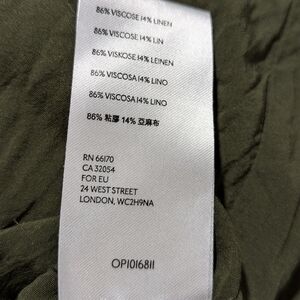 86% VISCOSE 14% LINEN
86% VISCOSE 14% LIN
86% VISKOSE 14% LEINEN
86% VISCOSA 14% LINO
86% VISCOSA 14% LINO
86% 粘膠 14% 亞麻布
RN 66170
CA 32054
FOR EU
24 WEST STREET
LONDON, WC2H9NA
OP1016811